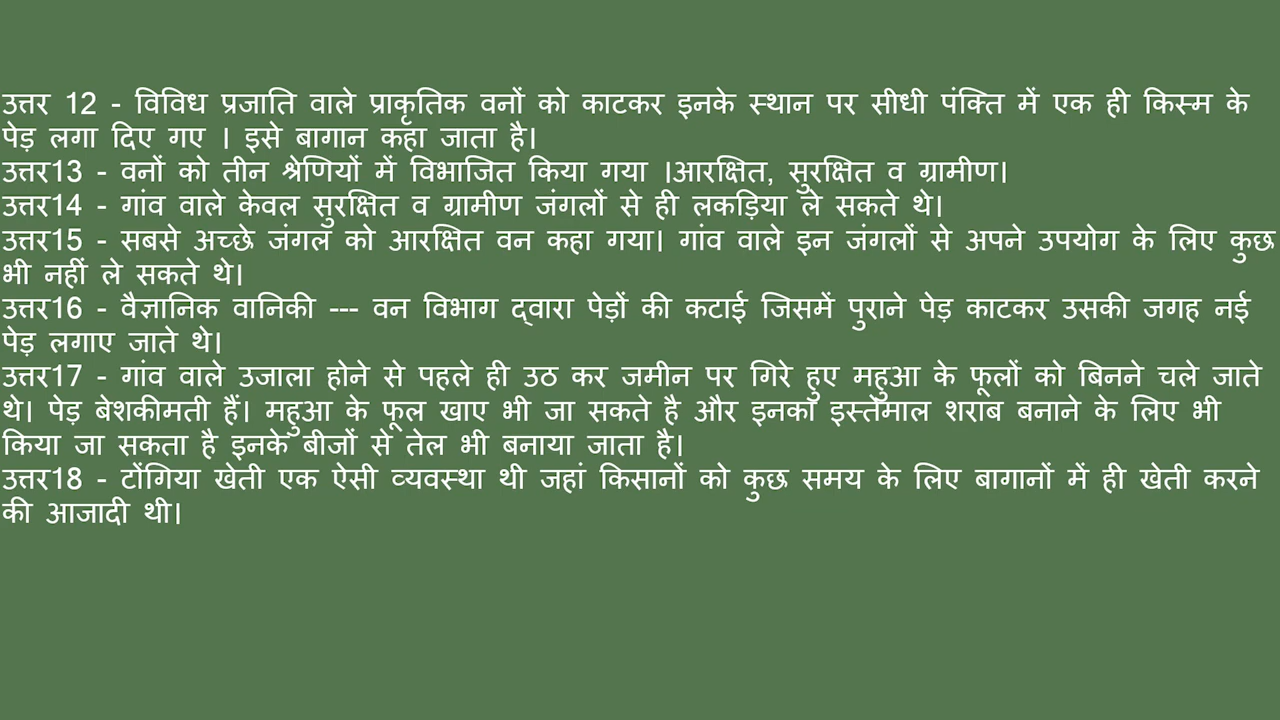 उत्तर 12 - विविध प्रजाति वाले प्राकृतिक वनों को काटकर इनके स्थान पर सीधी पंक्ति में एक ही किस्म के
पेड़ लगा दिए गए । इसे बागान कहा जाता है।
उत्तर13 - वनों को तीन श्रेणियों में विभाजित किया गया ।आरक्षित, सुरक्षित व ग्रामीण।
उत्तर14 - गांव वाले केवल सुरक्षित व ग्रामीण जंगलों से ही लकड़िया ले सकते थे।
उत्तर15 - सबसे अच्छे जंगल को आरक्षित वन कहा गया। गांव वाले इन जंगलों से अपने उपयोग के लिए कुछ
भी नहीं ले सकते थे।
उत्तर16 - वैज्ञानिक वानिकी --- वन विभाग द्वारा पेड़ों की कटाई जिसमें पुराने पेड़ काटकर उसकी जगह नई
पेड़ लगाए जाते थे।
उत्तर17 - गांव वाले उजाला होने से पहले ही उठ कर जमीन पर गिरे हुए महुआ के फूलों को बिनने चले जाते
थे। पेड़ बेशकीमती हैं। महुआ के फूल खाए भी जा सकते है और इनका इस्तेमाल शराब बनाने के लिए भी
किया जा सकता है इनके बीजों से तेल भी बनाया जाता है।
उत्तर18 - टोंगिया खेती एक ऐसी व्यवस्था थी जहां किसानों को कुछ समय के लिए बागानों में ही खेती करने
की आजादी थी।